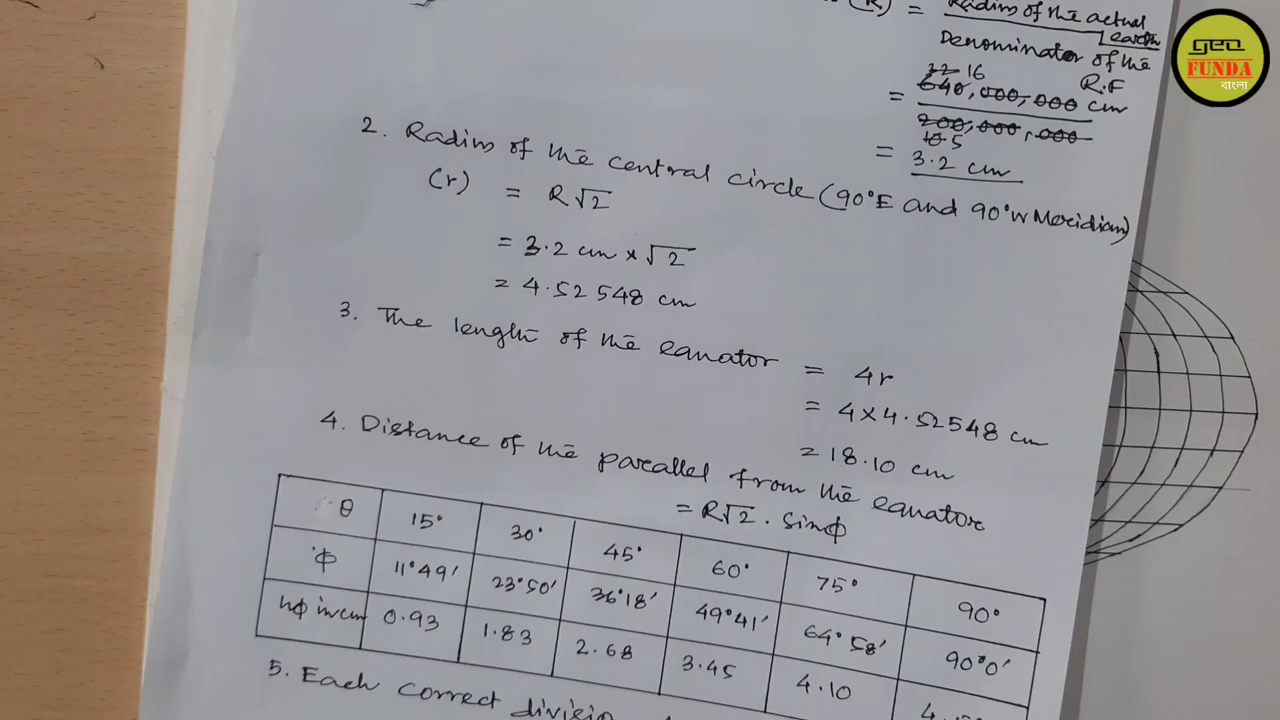 (R) = Radius of the actual
earth
Denominator of the
R.F
32 16
= 640,000,000 cm
200,000,000
10 5
= 3.2 cm
2. Radius of the central circle (90°E and 90°W Meridian)
(r) = R√2
= 3.2 cm × √2
= 4.52548 cm
3. The length of the equator = 4r
= 4×4.52548 cm
= 18.10 cm
4. Distance of the parallel from the equator
= R√2 . Sinϕ
θ 15° 30° 45° 60° 75° 90°
ϕ 11°49' 23°50' 36°18' 49°41' 64°58' 90°0'
hϕ in cm 0.93 1.83 2.68 3.45 4.10
5. Each correct division
geo
FUNDA
বাংলা